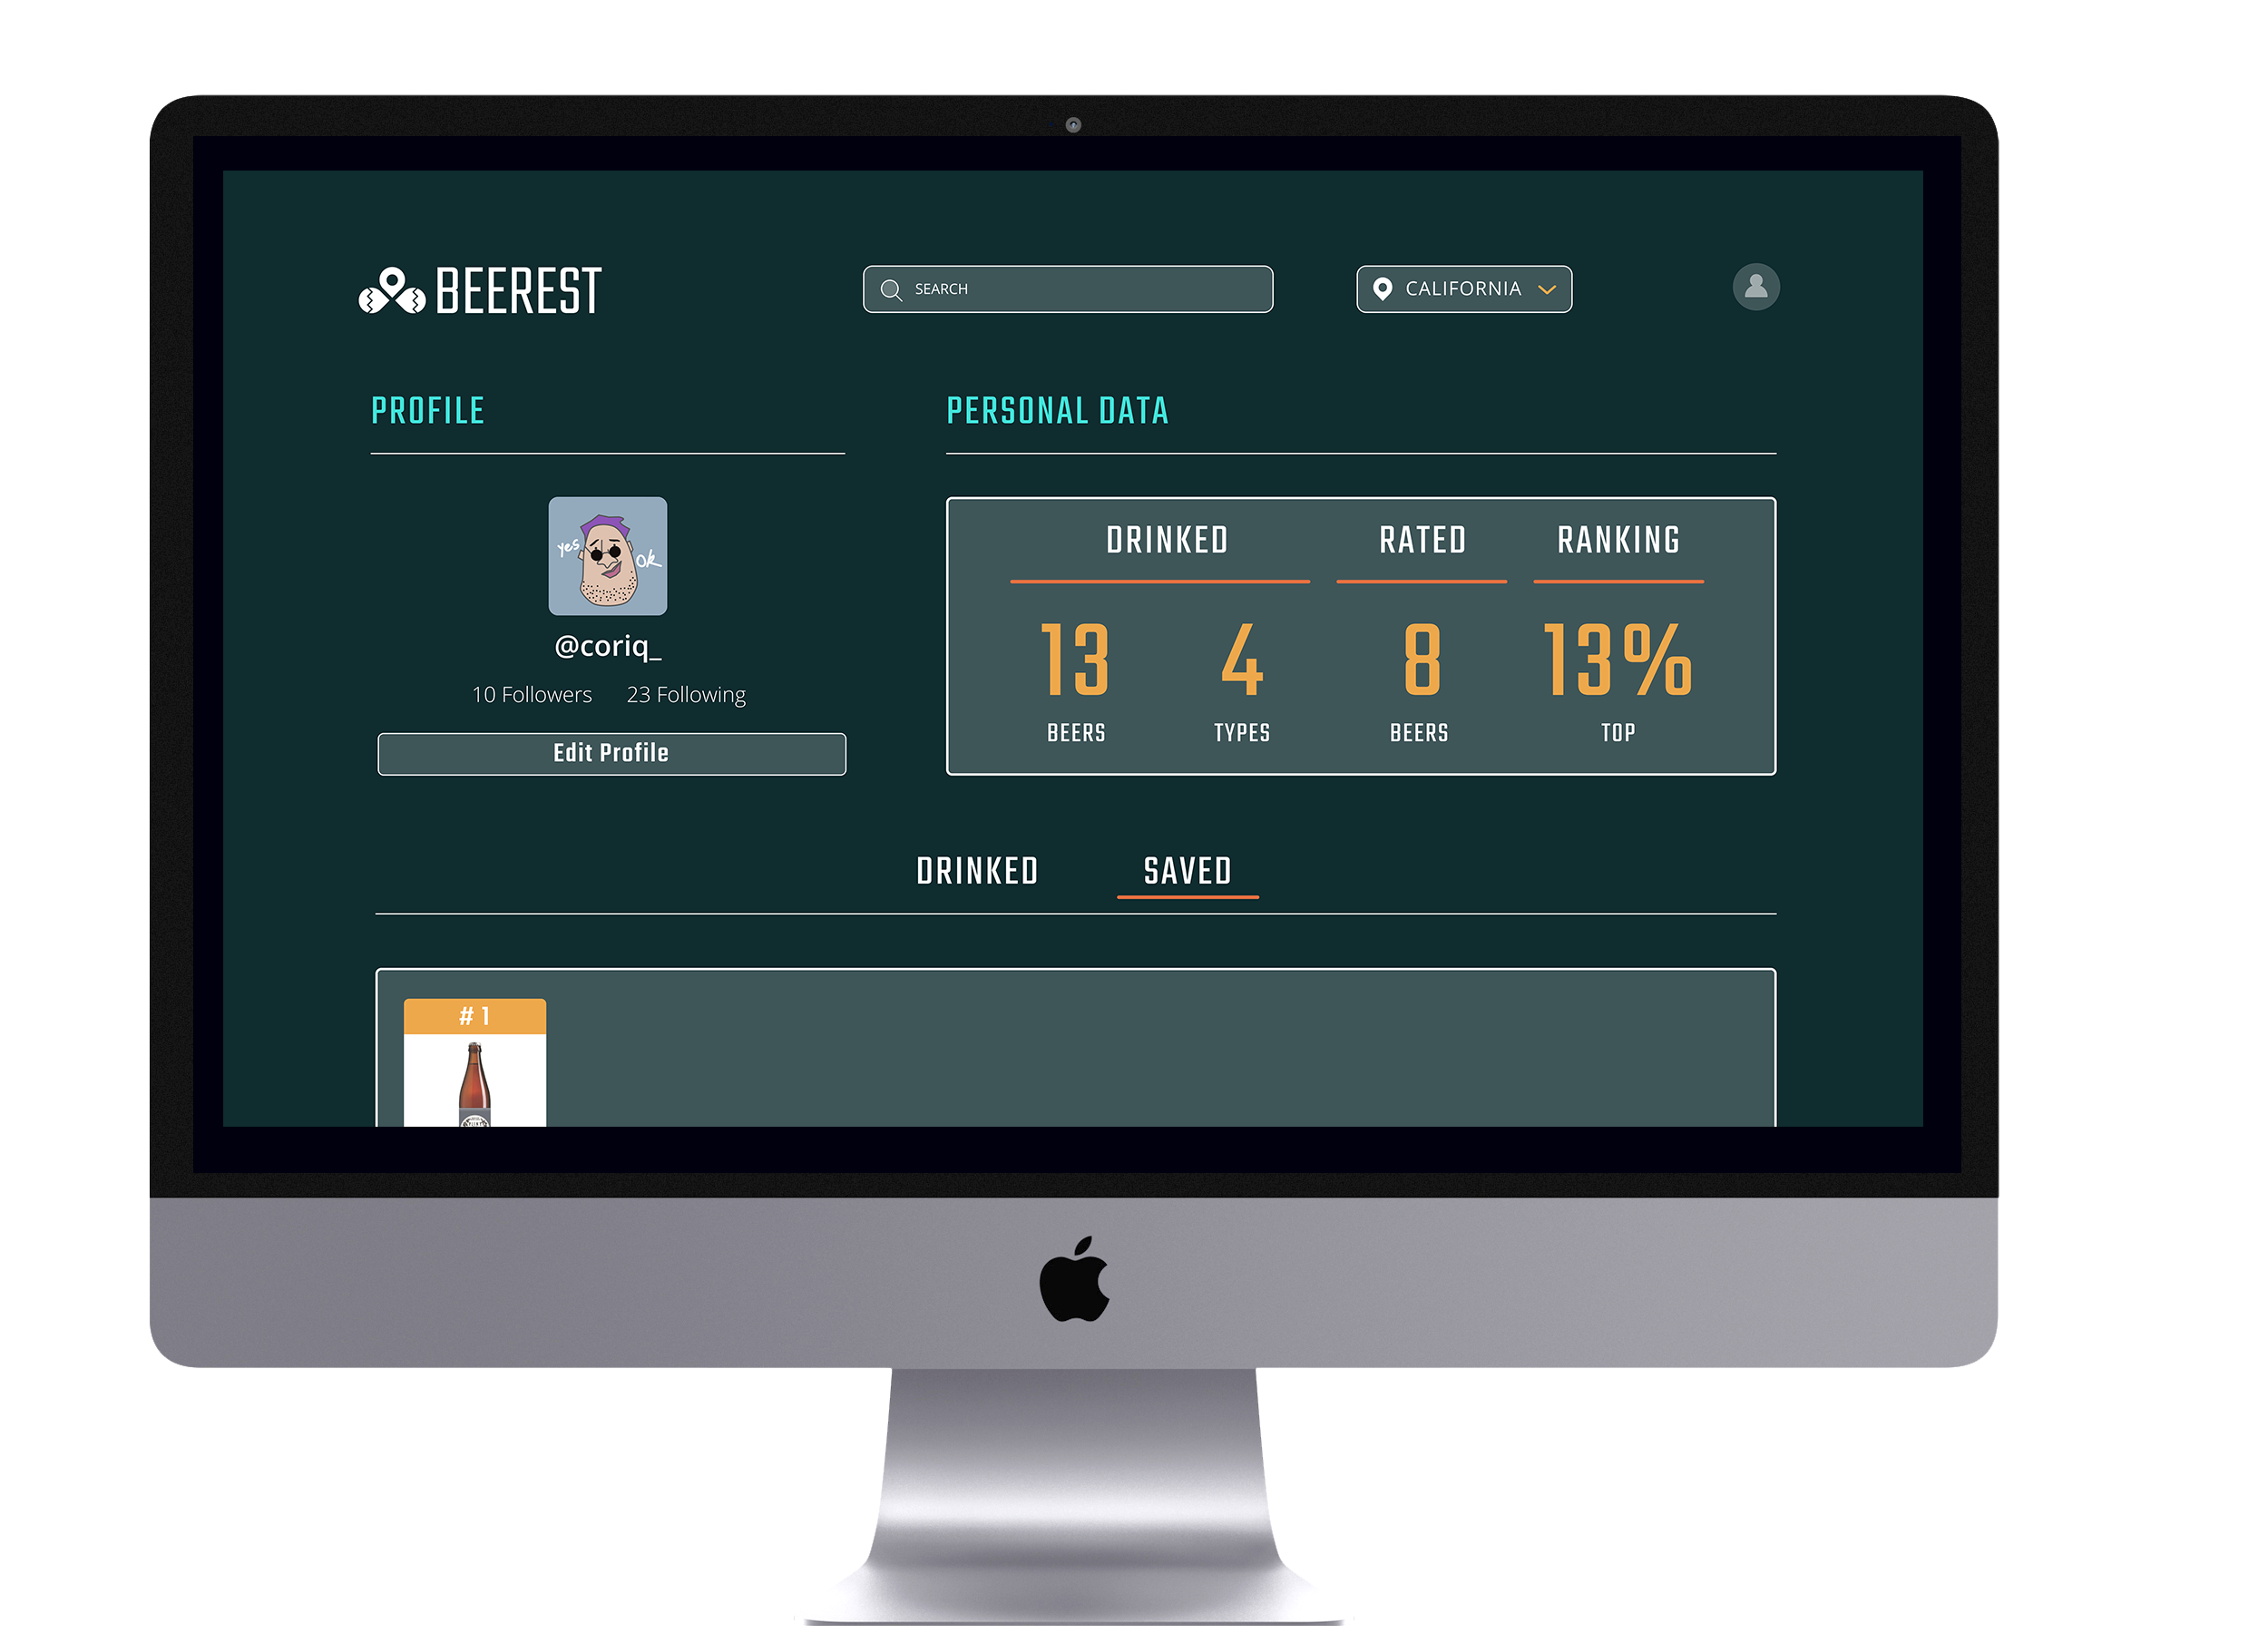 BEEREST
SEARCH
CALIFORNIA
PROFILE
PERSONAL DATA
yes
ok
@coriq_
10 Followers 23 Following
Edit Profile
DRINKED RATED RANKING
13 4 8 13%
BEERS TYPES BEERS TOP
DRINKED SAVED
# 1